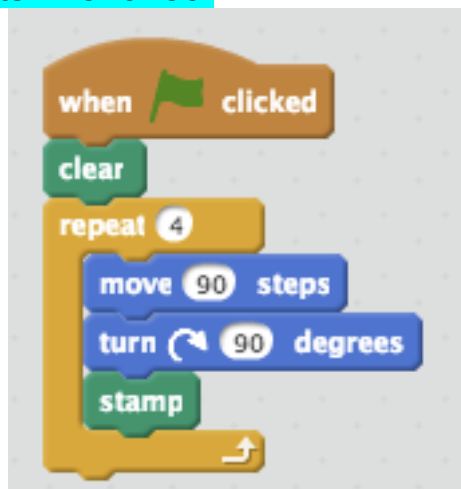 when clicked
clear
repeat 4
move 90 steps
turn 90 degrees
stamp